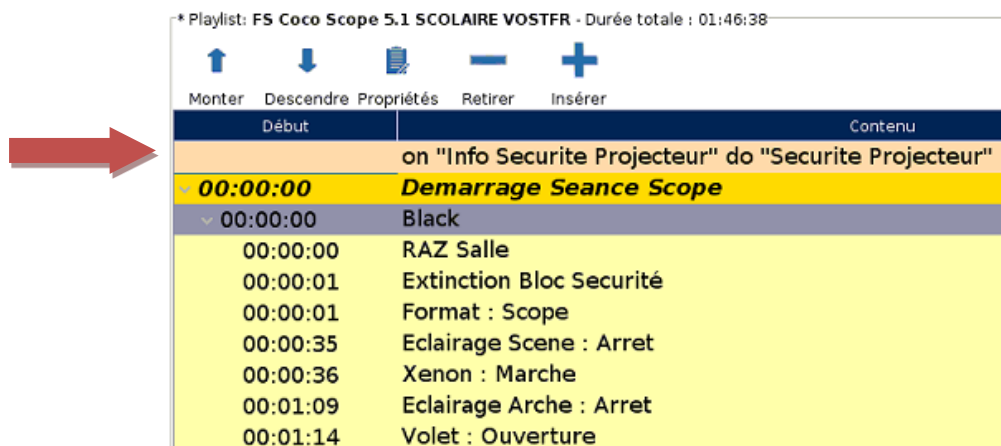 * Playlist: FS Coco Scope 5.1 SCOLAIRE VOSTFR - Durée totale : 01:46:38
Monter Descendre Propriétés Retirer Insérer
Début Contenu
on "Info Securite Projecteur" do "Securite Projecteur"
00:00:00 Demarrage Seance Scope
00:00:00 Black
00:00:00 RAZ Salle
00:00:01 Extinction Bloc Securité
00:00:01 Format : Scope
00:00:35 Eclairage Scene : Arret
00:00:36 Xenon : Marche
00:01:09 Eclairage Arche : Arret
00:01:14 Volet : Ouverture